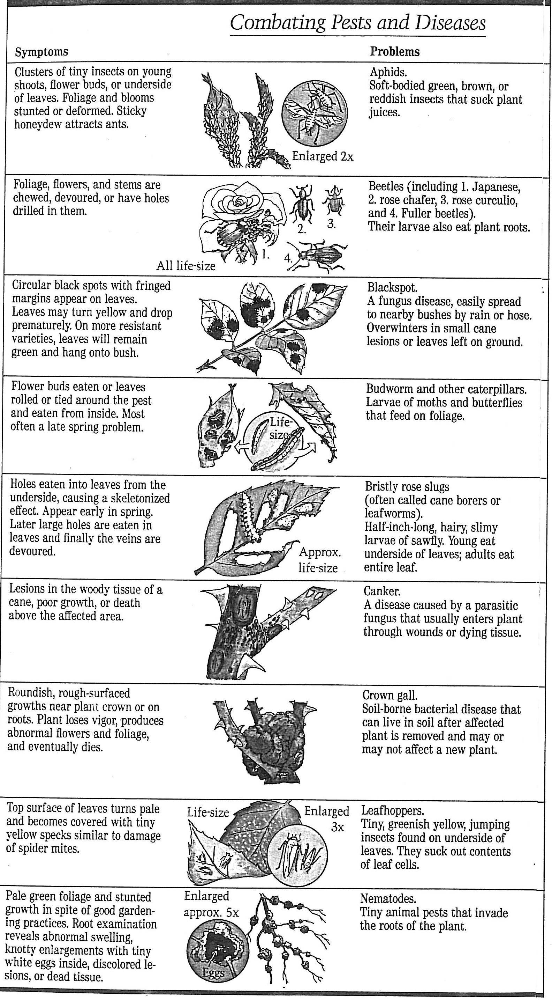 Combating Pests and Diseases
Symptoms
Problems
Clusters of tiny insects on young
shoots, flower buds, or underside
of leaves. Foliage and blooms
stunted or deformed. Sticky
honeydew attracts ants.
Enlarged 2x
Aphids.
Soft-bodied green, brown, or
reddish insects that suck plant
juices.
Foliage, flowers, and stems are
chewed, devoured, or have holes
drilled in them.
All life-size
1.
2.
3.
4.
Beetles (including 1. Japanese,
2. rose chafer, 3. rose curculio,
and 4. Fuller beetles).
Their larvae also eat plant roots.
Circular black spots with fringed
margins appear on leaves.
Leaves may turn yellow and drop
prematurely. On more resistant
varieties, leaves will remain
green and hang onto bush.
Blackspot.
A fungus disease, easily spread
to nearby bushes by rain or hose.
Overwinters in small cane
lesions or leaves left on ground.
Flower buds eaten or leaves
rolled or tied around the pest
and eaten from inside. Most
often a late spring problem.
Life-
size
Budworm and other caterpillars.
Larvae of moths and butterflies
that feed on foliage.
Holes eaten into leaves from the
underside, causing a skeletonized
effect. Appear early in spring.
Later large holes are eaten in
leaves and finally the veins are
devoured.
Approx.
life-size
Bristly rose slugs
(often called cane borers or
leafworms).
Half-inch-long, hairy, slimy
larvae of sawfly. Young eat
underside of leaves; adults eat
entire leaf.
Lesions in the woody tissue of a
cane, poor growth, or death
above the affected area.
Canker.
A disease caused by a parasitic
fungus that usually enters plant
through wounds or dying tissue.
Roundish, rough-surfaced
growths near plant crown or on
roots. Plant loses vigor, produces
abnormal flowers and foliage,
and eventually dies.
Crown gall.
Soil-borne bacterial disease that
can live in soil after affected
plant is removed and may or
may not affect a new plant.
Top surface of leaves turns pale
and becomes covered with tiny
yellow specks similar to damage
of spider mites.
Life-size
Enlarged
3x
Leafhoppers.
Tiny, greenish yellow, jumping
insects found on underside of
leaves. They suck out contents
of leaf cells.
Pale green foliage and stunted
growth in spite of good garden-
ing practices. Root examination
reveals abnormal swelling,
knotty enlargements with tiny
white eggs inside, discolored le-
sions, or dead tissue.
Enlarged
approx. 5x
Eggs
Nematodes.
Tiny animal pests that invade
the roots of the plant.